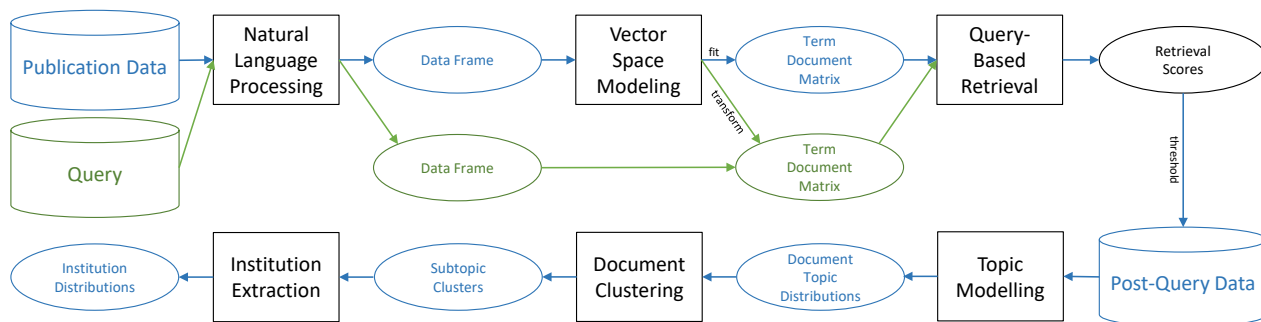 Publication Data
Natural
Language
Processing
Data Frame
Vector
Space
Modeling
fit
Term
Document
Matrix
Query-
Based
Retrieval
Retrieval
Scores
transform
threshold
Query
Data Frame
Term
Document
Matrix
Institution
Distributions
Institution
Extraction
Subtopic
Clusters
Document
Clustering
Document
Topic
Distributions
Topic
Modelling
Post-Query Data